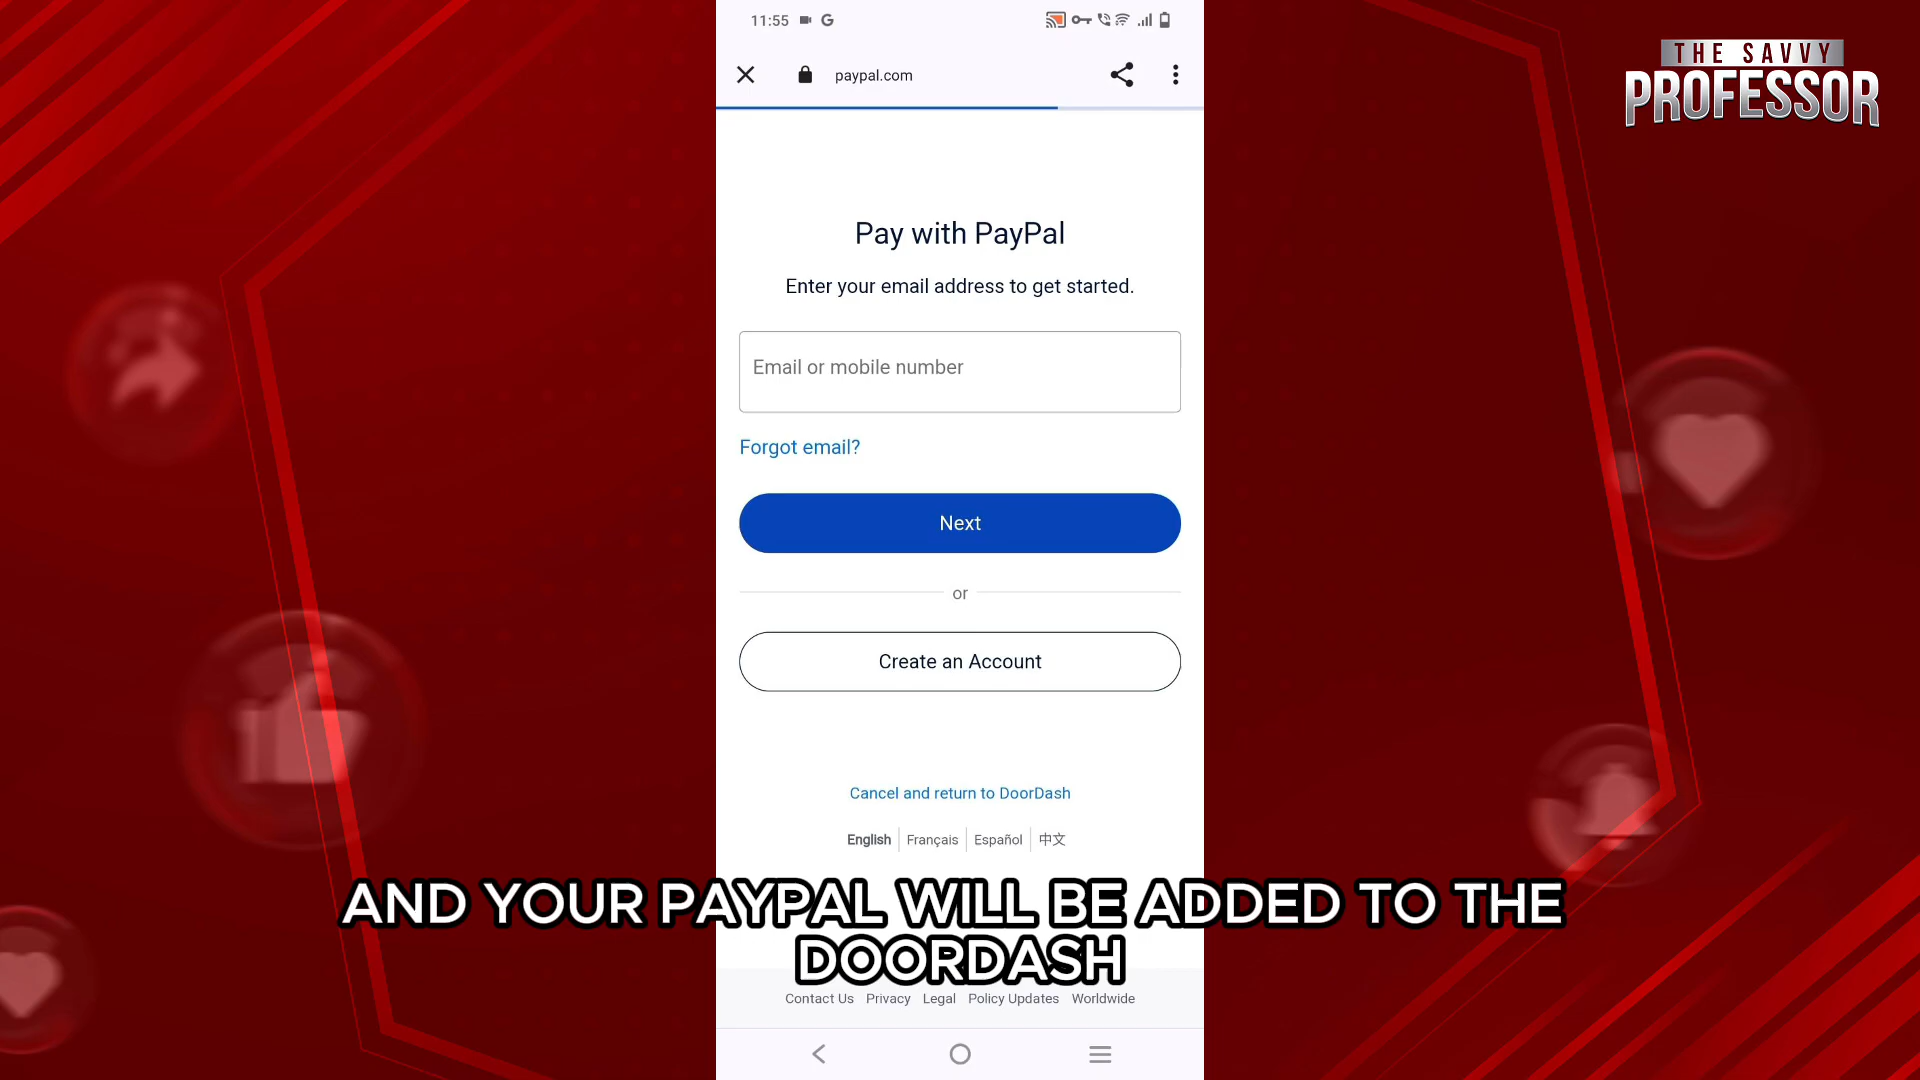 11:55
THE SAVVY
PROFESSOR
paypal.com
Pay with PayPal
Enter your email address to get started.
Email or mobile number
Forgot email?
Next
or
Create an Account
Cancel and return to DoorDash
English Français Español 中文
AND YOUR PAYPAL WILL BE ADDED TO THE
DOORDASH
Contact Us Privacy Legal Policy Updates Worldwide